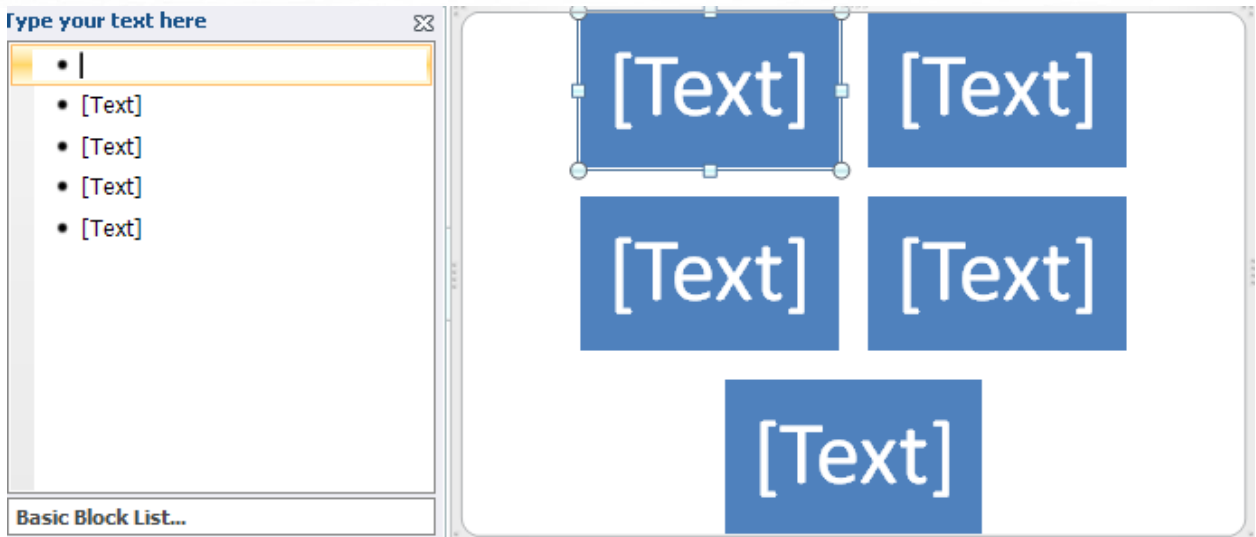 Type your text here
[Text]
[Text]
[Text]
[Text]
Basic Block List...
[Text] [Text]
[Text] [Text]
[Text]